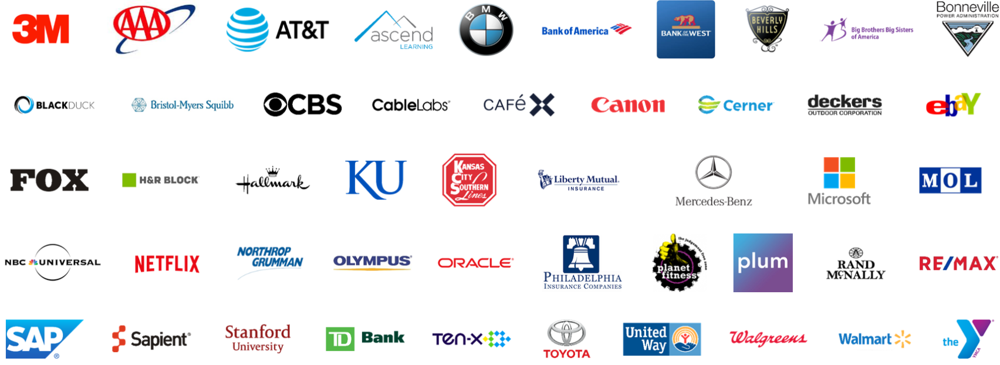 3M
AAA
AT&T
ascend
LEARNING
BMW
Bank of America
BANK OF THE WEST
BEVERLY
HILLS
Big Brothers Big Sisters
of America
Bonneville
POWER ADMINISTRATION
BLACKDUCK
Bristol-Myers Squibb
CBS
CableLabs®
CAFé X
Canon
Cerner
deckers
OUTDOOR CORPORATION
ebaY
FOX
H&R BLOCK
Hallmark
KU
KANSAS
CITY
SOUTHERN
Lines
Liberty Mutual.
INSURANCE
Mercedes-Benz
Microsoft
MOL
NBC UNIVERSAL
NETFLIX
NORTHROP
GRUMMAN
OLYMPUS®
ORACLE®
PHILADELPHIA
INSURANCE COMPANIES
the judgement free zone
planet
fitness®
plum
RAND
McNALLY
RE/MAX®
SAP®
Sapient®
Stanford
University
TD Bank
Ten-X
TOYOTA
United
Way
Walgreens
Walmart
the Y®
YMCA